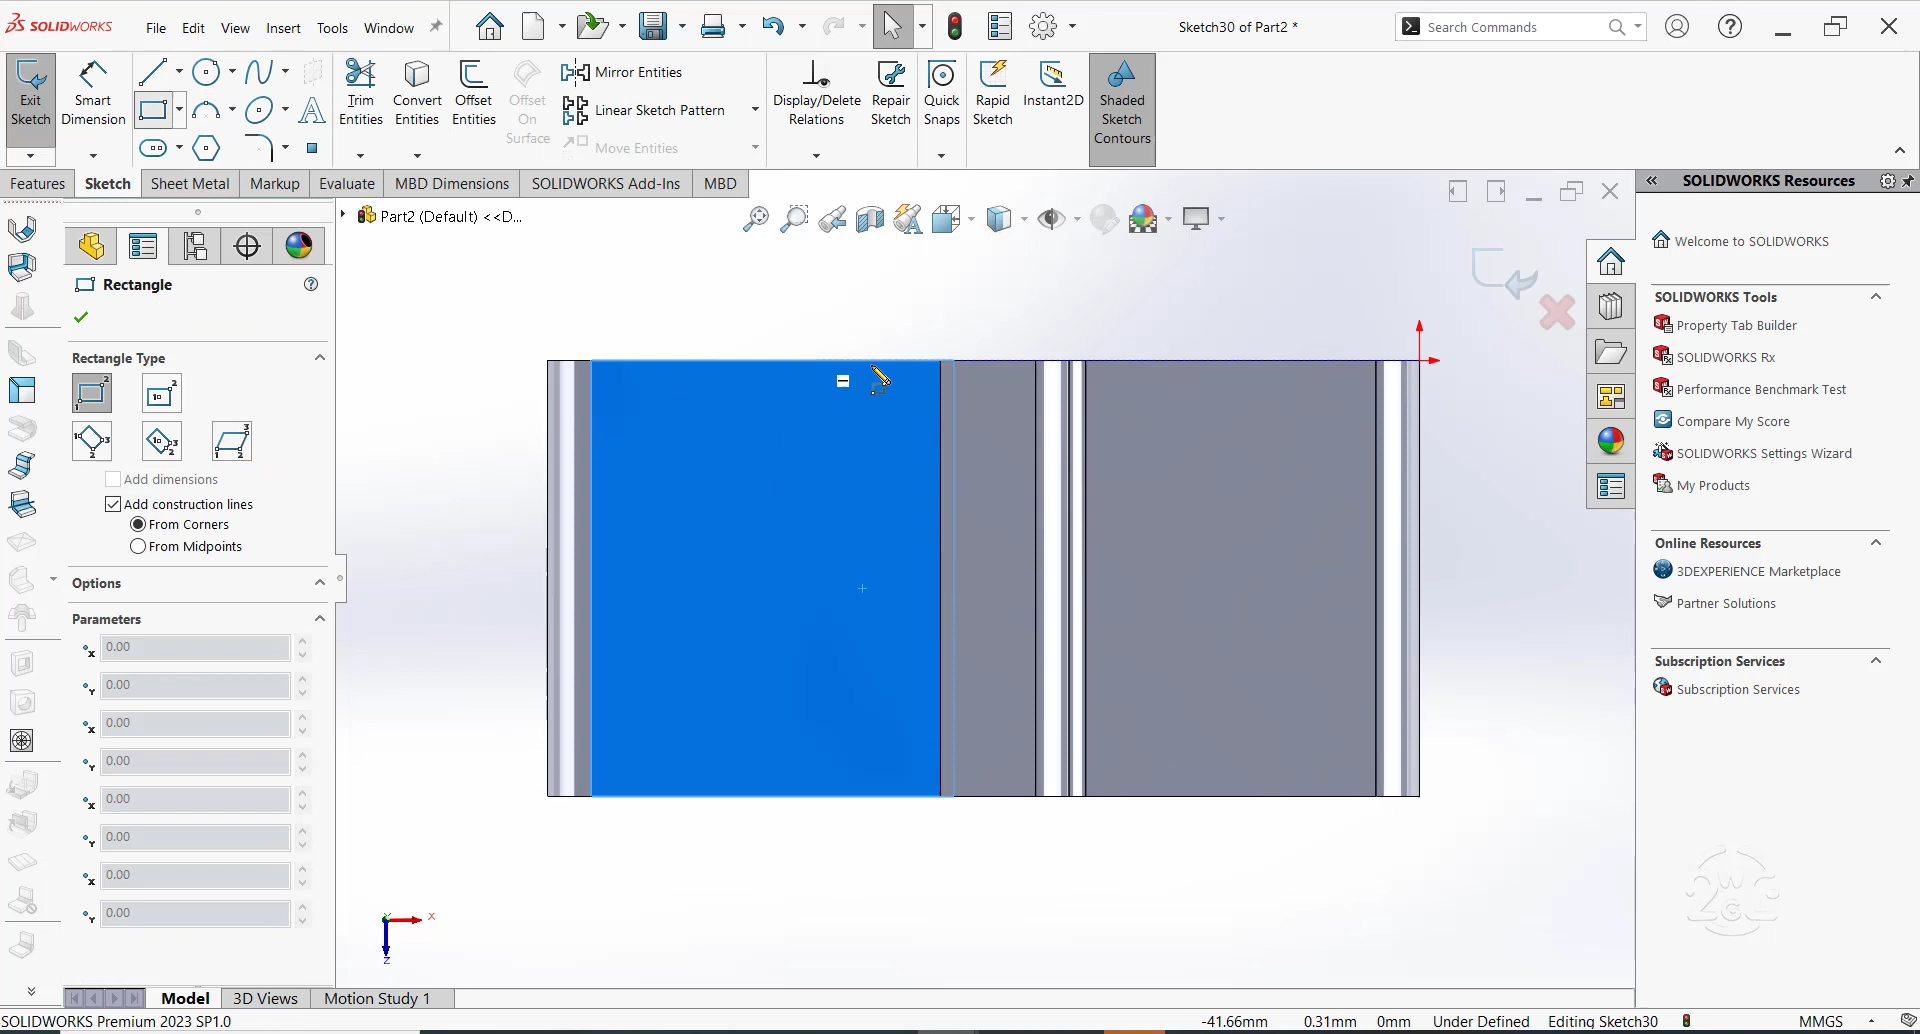 SOLIDWORKS
File Edit View Insert Tools Window
Sketch30 of Part2 *
Search Commands
Exit Sketch
Smart Dimension
Trim Entities
Convert Entities
Offset Entities
Offset On Surface
Mirror Entities
Linear Sketch Pattern
Move Entities
Display/Delete Relations
Repair Sketch
Quick Snaps
Rapid Sketch
Instant2D
Shaded Sketch Contours
Features Sketch Sheet Metal Markup Evaluate MBD Dimensions SOLIDWORKS Add-Ins MBD
Part2 (Default) <<D...
Rectangle
Rectangle Type
Add dimensions
Add construction lines
From Corners
From Midpoints
Options
Parameters
0.00
0.00
0.00
0.00
0.00
0.00
0.00
0.00
X
Z
SOLIDWORKS Resources
Welcome to SOLIDWORKS
SOLIDWORKS Tools
Property Tab Builder
SOLIDWORKS Rx
Performance Benchmark Test
Compare My Score
SOLIDWORKS Settings Wizard
My Products
Online Resources
3DEXPERIENCE Marketplace
Partner Solutions
Subscription Services
Subscription Services
Model 3D Views Motion Study 1
SOLIDWORKS Premium 2023 SP1.0
-41.66mm 0.31mm 0mm Under Defined Editing Sketch30 MMGS